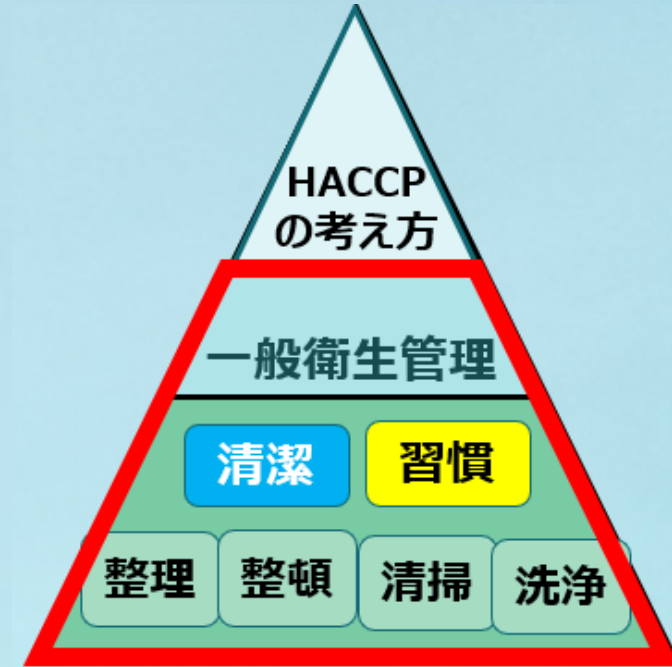 HACCP
の考え方
一般衛生管理
清潔 習慣
整理 整頓 清掃 洗浄